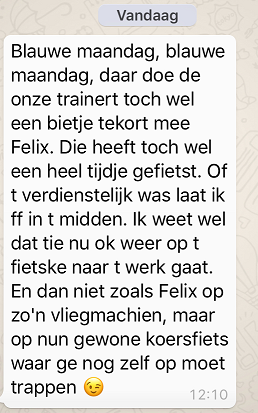 Vandaag
Blauwe maandag, blauwe
maandag, daar doe de
onze trainert toch wel
een bietje tekort mee
Felix. Die heeft toch wel
een heel tijdje gefietst. Of
t verdienstelijk was laat ik
ff in t midden. Ik weet wel
dat tie nu ok weer op t
fietske naar t werk gaat.
En dan niet zoals Felix op
zo'n vliegmachien, maar
op nun gewone koersfiets
waar ge nog zelf op moet
trappen 😉
12:10